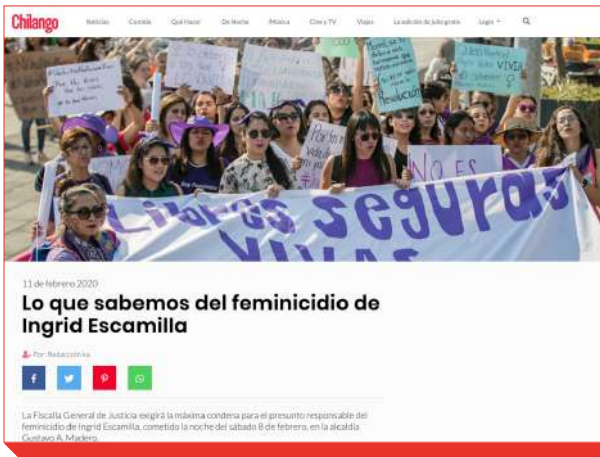 Chilango
Noticias Comida Qué Hacer De Noche Música Cine y TV Viajes La edición de julio gratis Login
VIVIA
Revolución
NO ES
Libres seguras
VIVAS
11 de febrero 2020
Lo que sabemos del feminicidio de
Ingrid Escamilla
Por: Redacción
La Fiscalía General de Justicia exigirá la máxima condena para el presunto responsable del
feminicidio de Ingrid Escamilla, cometido la noche del sábado 8 de febrero, en la alcaldía
Gustavo A. Madero.